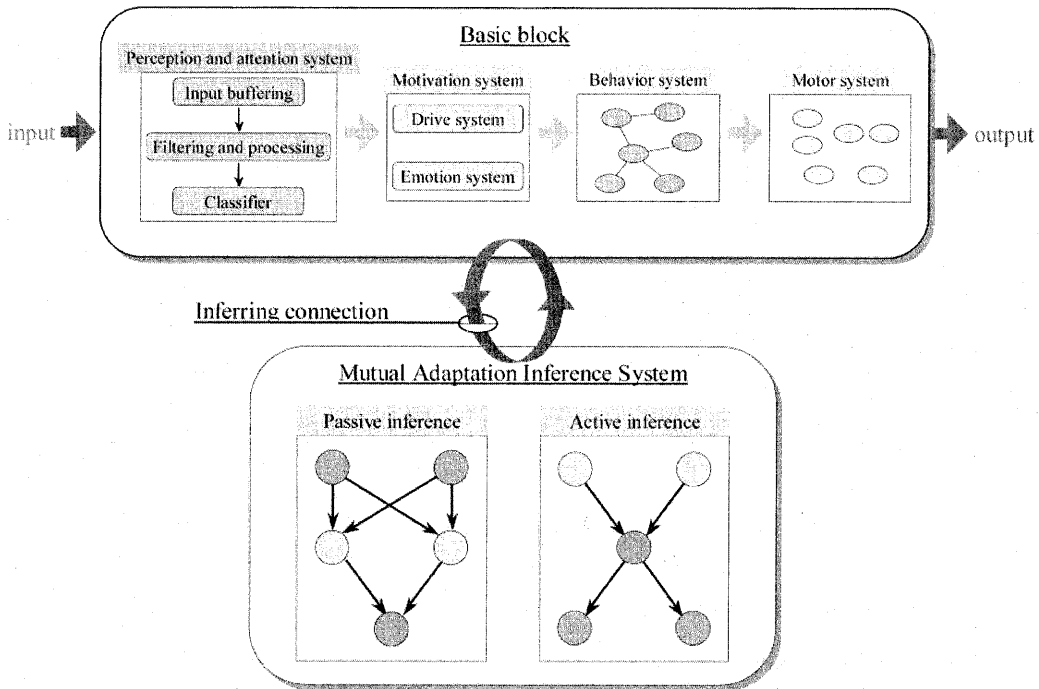 Basic block
Perception and attention system
Input buffering
Filtering and processing
Classifier
Motivation system
Drive system
Emotion system
Behavior system
Motor system
input
output
Inferring connection
Mutual Adaptation Inference System
Passive inference
Active inference